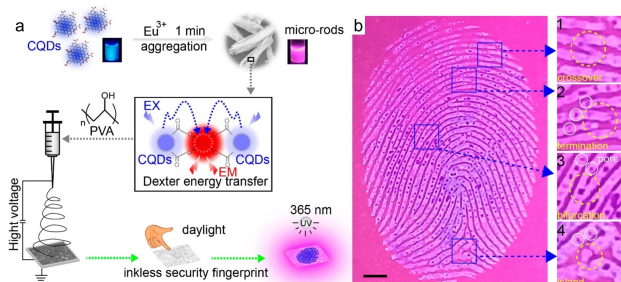 a
CQDs
Eu3+ 1 min
aggregation
micro-rods
OH
PVA
EX
CQDs
CQDs
EM
Dexter energy transfer
Hight voltage
daylight
365 nm
UV
inkless security fingerprint
b
1
crossover
2
termination
3
pore
bifurcation
4